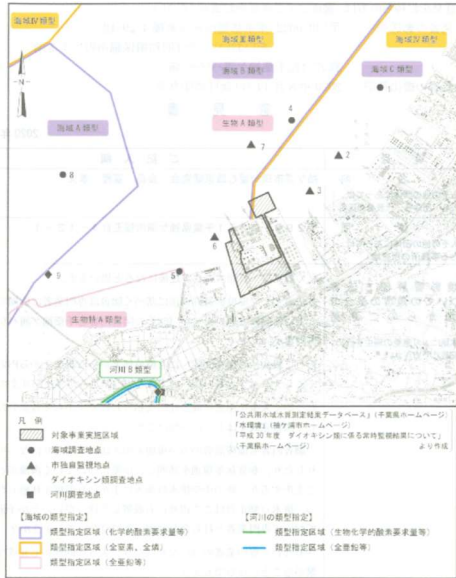 海域Ⅳ類型
海域Ⅲ類型
海域Ⅳ類型
海域B類型
海域C類型
N
生物A類型
4
海域A類型
7
2
8
3
6
9
5
生物特A類型
河川B類型
凡 例
対象事業実施区域
海域調査地点
市独自監視地点
ダイオキシン類調査地点
河川調査地点
「公共用水域水質測定結果データベース」(千葉県ホームページ)
「水環境」(袖ケ浦市ホームページ)
「平成30年度 ダイオキシン類に係る常時監視結果について」
(千葉県ホームページ) より作成
【海域の類型指定】
類型指定区域(化学的酸素要求量等)
類型指定区域(全窒素、全燐)
類型指定区域(全亜鉛等)
【河川の類型指定】
類型指定区域(生物化学的酸素要求量等)
類型指定区域(全亜鉛等)